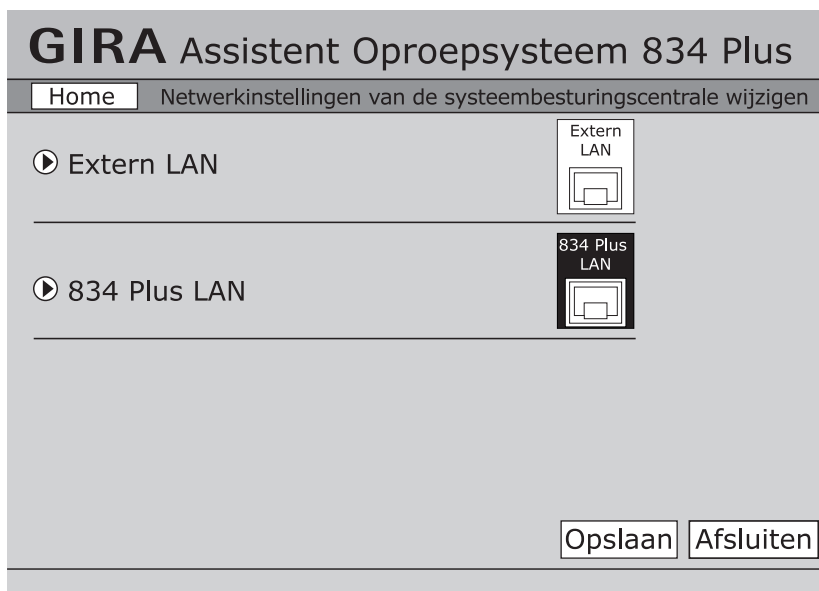 GIRA Assistent Oproepsysteem 834 Plus
Home Netwerkinstellingen van de systeembesturingscentrale wijzigen
Extern LAN
Extern
LAN
834 Plus LAN
834 Plus
LAN
Opslaan Afsluiten